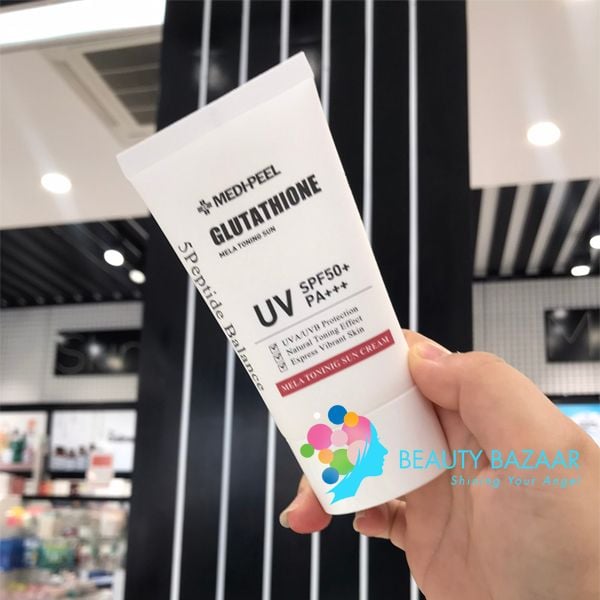 MEDI-PEEL
GLUTATHIONE
MELA TONING SUN
5Peptide Balance
UV SPF50+
PA+++
UVA/UVB Protection
Natural Toning Effect
Express Vibrant Skin
MELA TONINIG SUN CREAM
BEAUTY BAZAAR
Shining Your Angel